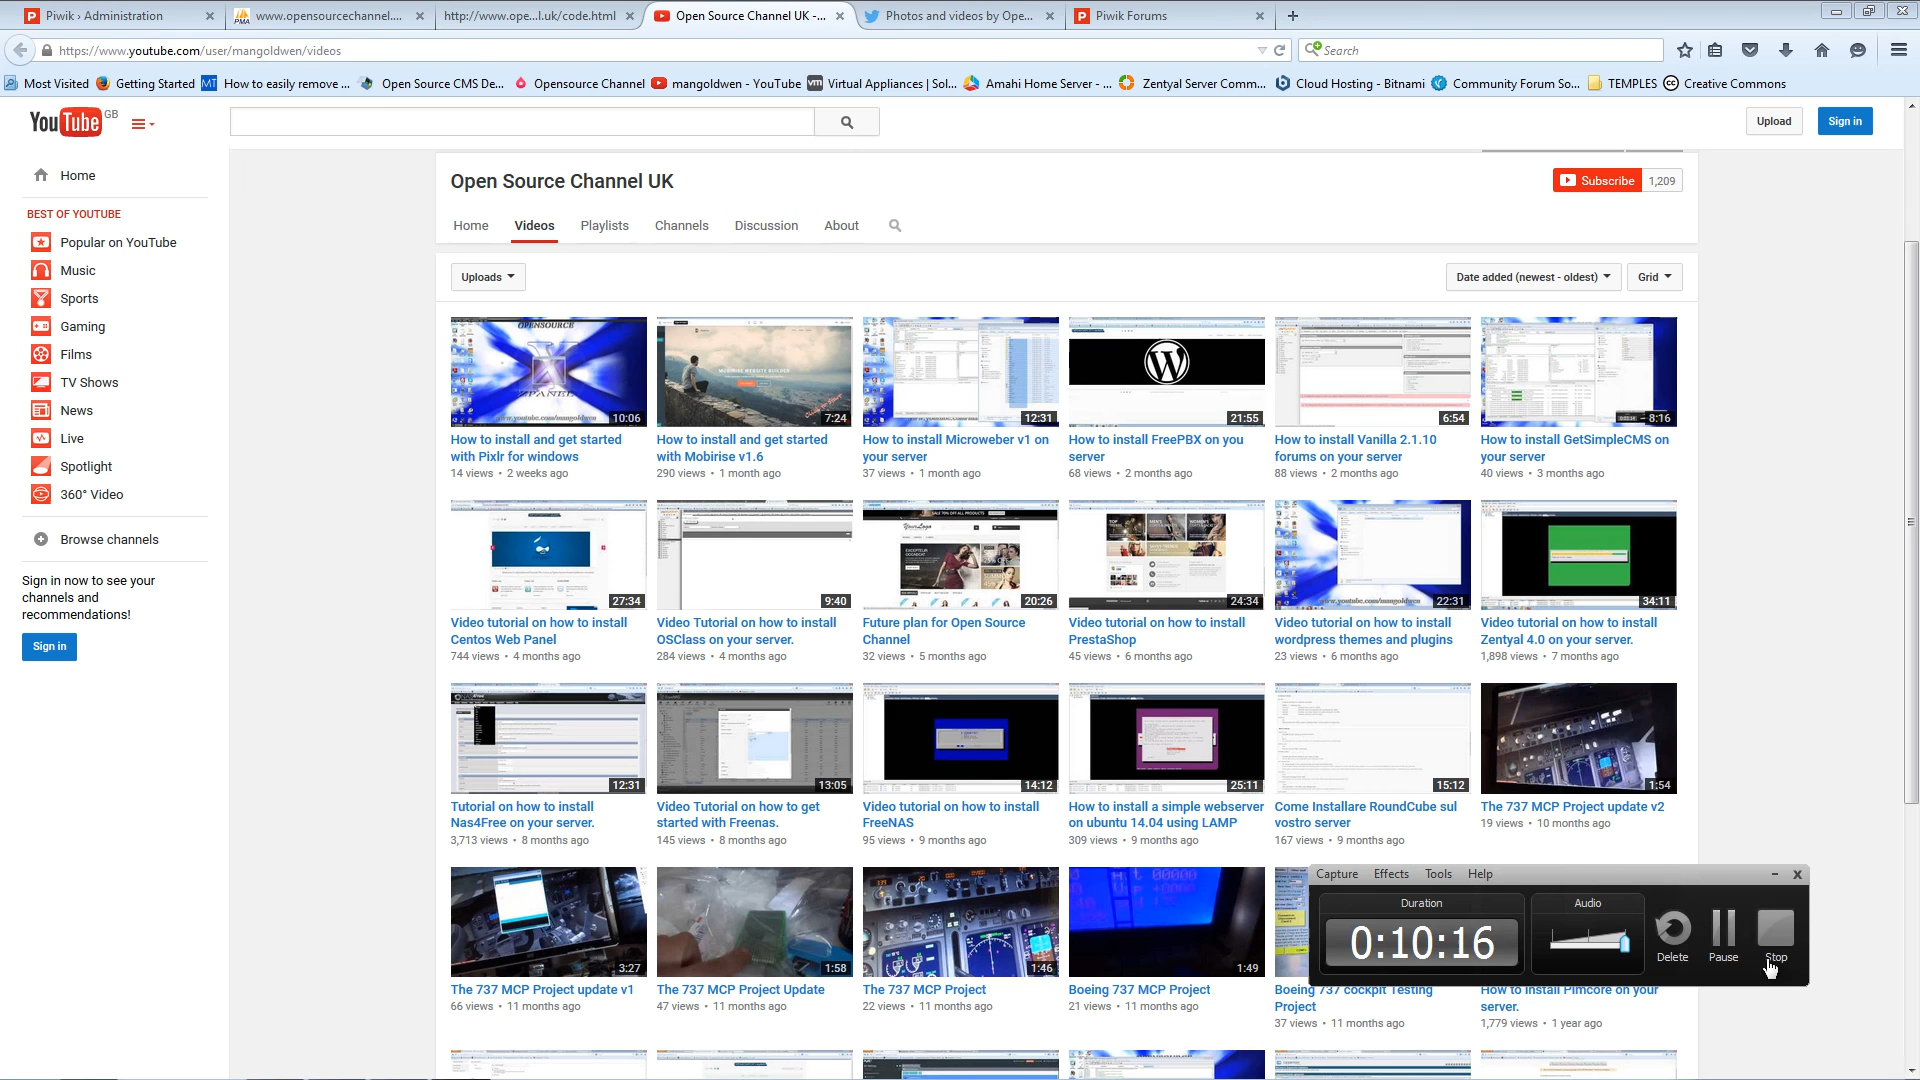 Piwik › Administration
www.opensourcechannel....
http://www.ope...l.uk/code.html
Open Source Channel UK -...
Photos and videos by Ope...
Piwik Forums
https://www.youtube.com/user/mangoldwen/videos
Search
Most Visited
Getting Started
How to easily remove ...
Open Source CMS De...
Opensource Channel
mangoldwen - YouTube
Virtual Appliances | Sol...
Amahi Home Server - ...
Zentyal Server Comm...
Cloud Hosting - Bitnami
Community Forum So...
TEMPLES
Creative Commons
YouTube GB
Upload
Sign in
Home
BEST OF YOUTUBE
Popular on YouTube
Music
Sports
Gaming
Films
TV Shows
News
Live
Spotlight
360° Video
Browse channels
Sign in now to see your
channels and
recommendations!
Sign in
Open Source Channel UK
Subscribe 1,209
Home Videos Playlists Channels Discussion About
Uploads
Date added (newest - oldest)
Grid
OPENSOURCE
10:06
MOBIRISE WEBSITE BUILDER
7:24
12:31
21:55
6:54
8:16
How to install and get started
with Pixlr for windows
14 views • 2 weeks ago
How to install and get started
with Mobirise v1.6
290 views • 1 month ago
How to install Microweber v1 on
your server
37 views • 1 month ago
How to install FreePBX on you
server
68 views • 2 months ago
How to install Vanilla 2.1.10
forums on your server
88 views • 2 months ago
How to install GetSimpleCMS on
your server
40 views • 3 months ago
27:34
9:40
20:26
24:34
22:31
34:11
Video tutorial on how to install
Centos Web Panel
744 views • 4 months ago
Video Tutorial on how to install
OSClass on your server.
284 views • 4 months ago
Future plan for Open Source
Channel
32 views • 5 months ago
Video tutorial on how to install
PrestaShop
45 views • 6 months ago
Video tutorial on how to install
wordpress themes and plugins
23 views • 6 months ago
Video tutorial on how to install
Zentyal 4.0 on your server.
1,898 views • 7 months ago
12:31
13:05
14:12
25:11
15:12
1:54
Tutorial on how to install
Nas4Free on your server.
3,713 views • 8 months ago
Video Tutorial on how to get
started with Freenas.
145 views • 8 months ago
Video tutorial on how to install
FreeNAS
95 views • 9 months ago
How to install a simple webserver
on ubuntu 14.04 using LAMP
309 views • 9 months ago
Come Installare RoundCube sul
vostro server
167 views • 9 months ago
The 737 MCP Project update v2
19 views • 10 months ago
3:27
1:58
1:46
1:49
The 737 MCP Project update v1
66 views • 11 months ago
The 737 MCP Project Update
47 views • 11 months ago
The 737 MCP Project
22 views • 11 months ago
Boeing 737 MCP Project
21 views • 11 months ago
Boeing 737 cockpit Testing
Project
37 views • 11 months ago
How to install Pimcore on your
server.
1,779 views • 1 year ago
Capture Effects Tools Help
Duration
0:10:16
Audio
Delete
Pause
Stop